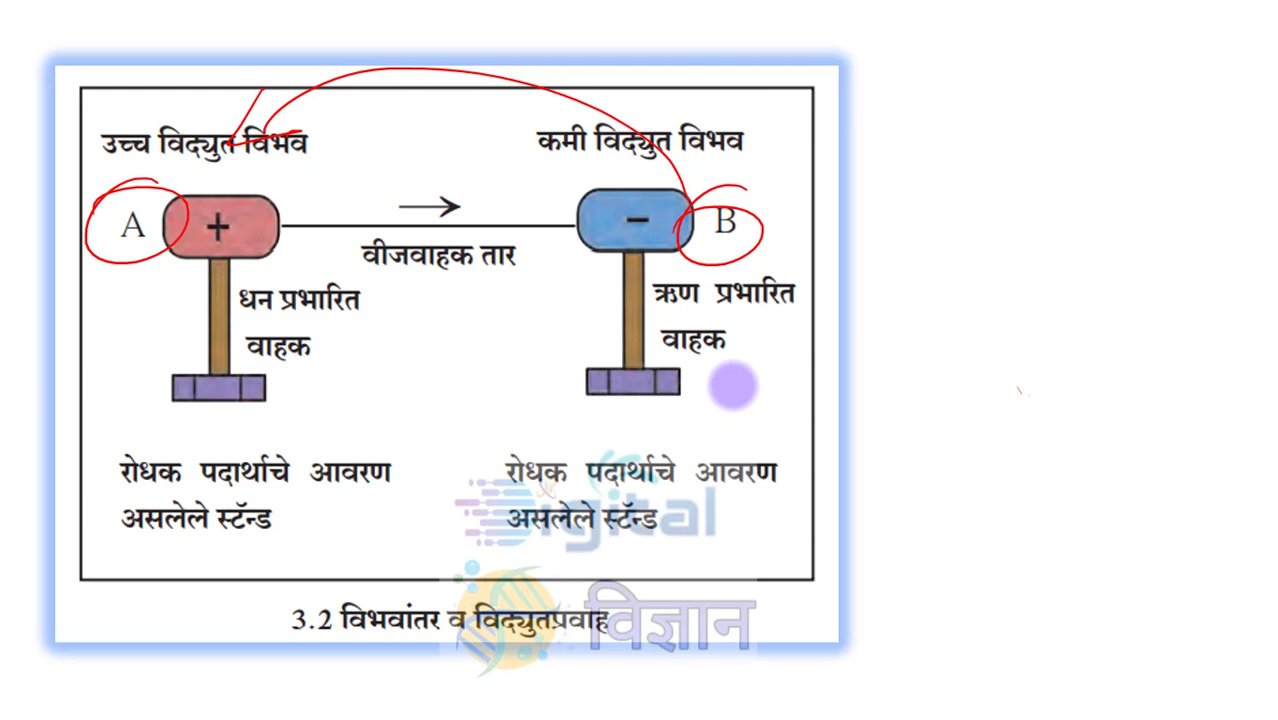 उच्च विद्युत विभव
कमी विद्युत विभव
A
+
-
B
वीजवाहक तार
धन प्रभारित
वाहक
ऋण प्रभारित
वाहक
रोधक पदार्थाचे आवरण
असलेले स्टॅन्ड
रोधक पदार्थाचे आवरण
असलेले स्टॅन्ड
Digital
विज्ञान
3.2 विभवांतर व विद्युतप्रवाह